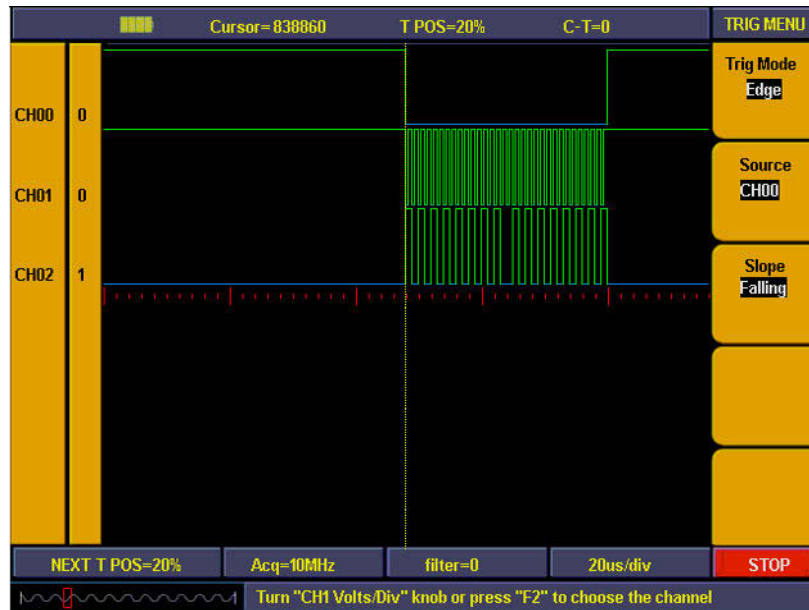 Cursor=838860 T POS=20% C-T=0 TRIG MENU
Trig Mode
Edge
CH00 0
Source
CH01 0
CH00
Slope
CH02 1
Falling
NEXT T POS=20% Acq=10MHz filter=0 20us/div STOP
Turn "CH1 Volts/Div" knob or press "F2" to choose the channel